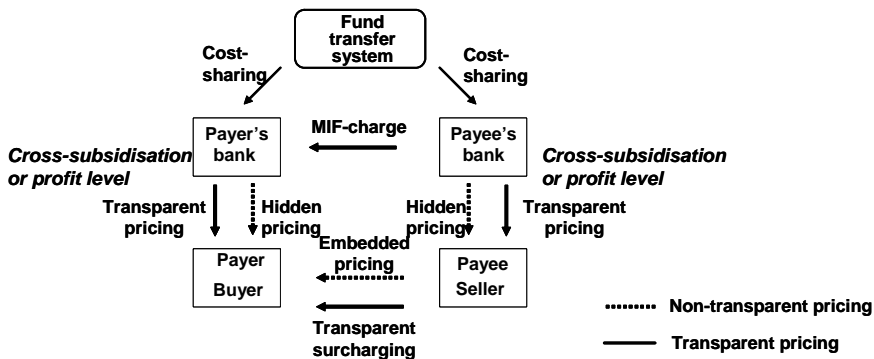 Fund
transfer
system
Cost-
sharing
Cost-
sharing
Payer's
bank
MIF-charge
Payee's
bank
Cross-subsidisation
or profit level
Cross-subsidisation
or profit level
Transparent
pricing
Hidden
pricing
Hidden
pricing
Transparent
pricing
Embedded
pricing
Payer
Buyer
Payee
Seller
Transparent
surcharging
Non-transparent pricing
Transparent pricing